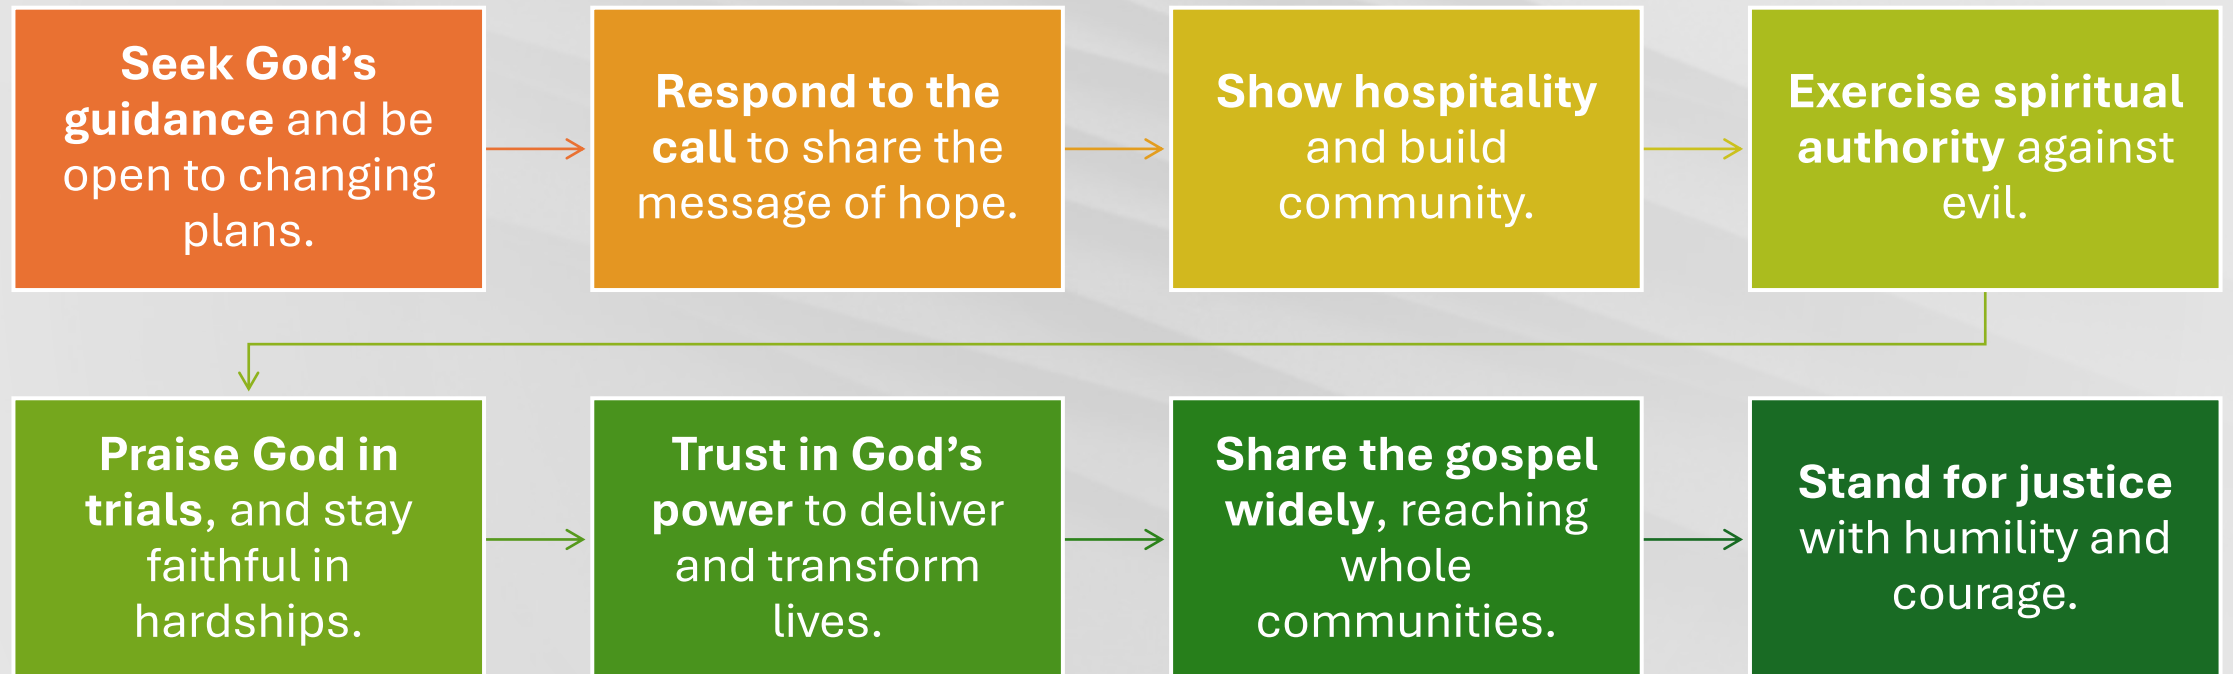 Seek God’s
guidance and be
open to changing
plans.
Respond to the
call to share the
message of hope.
Show hospitality
and build
community.
Exercise spiritual
authority against
evil.
Praise God in
trials, and stay
faithful in
hardships.
Trust in God’s
power to deliver
and transform
lives.
Share the gospel
widely, reaching
whole
communities.
Stand for justice
with humility and
courage.